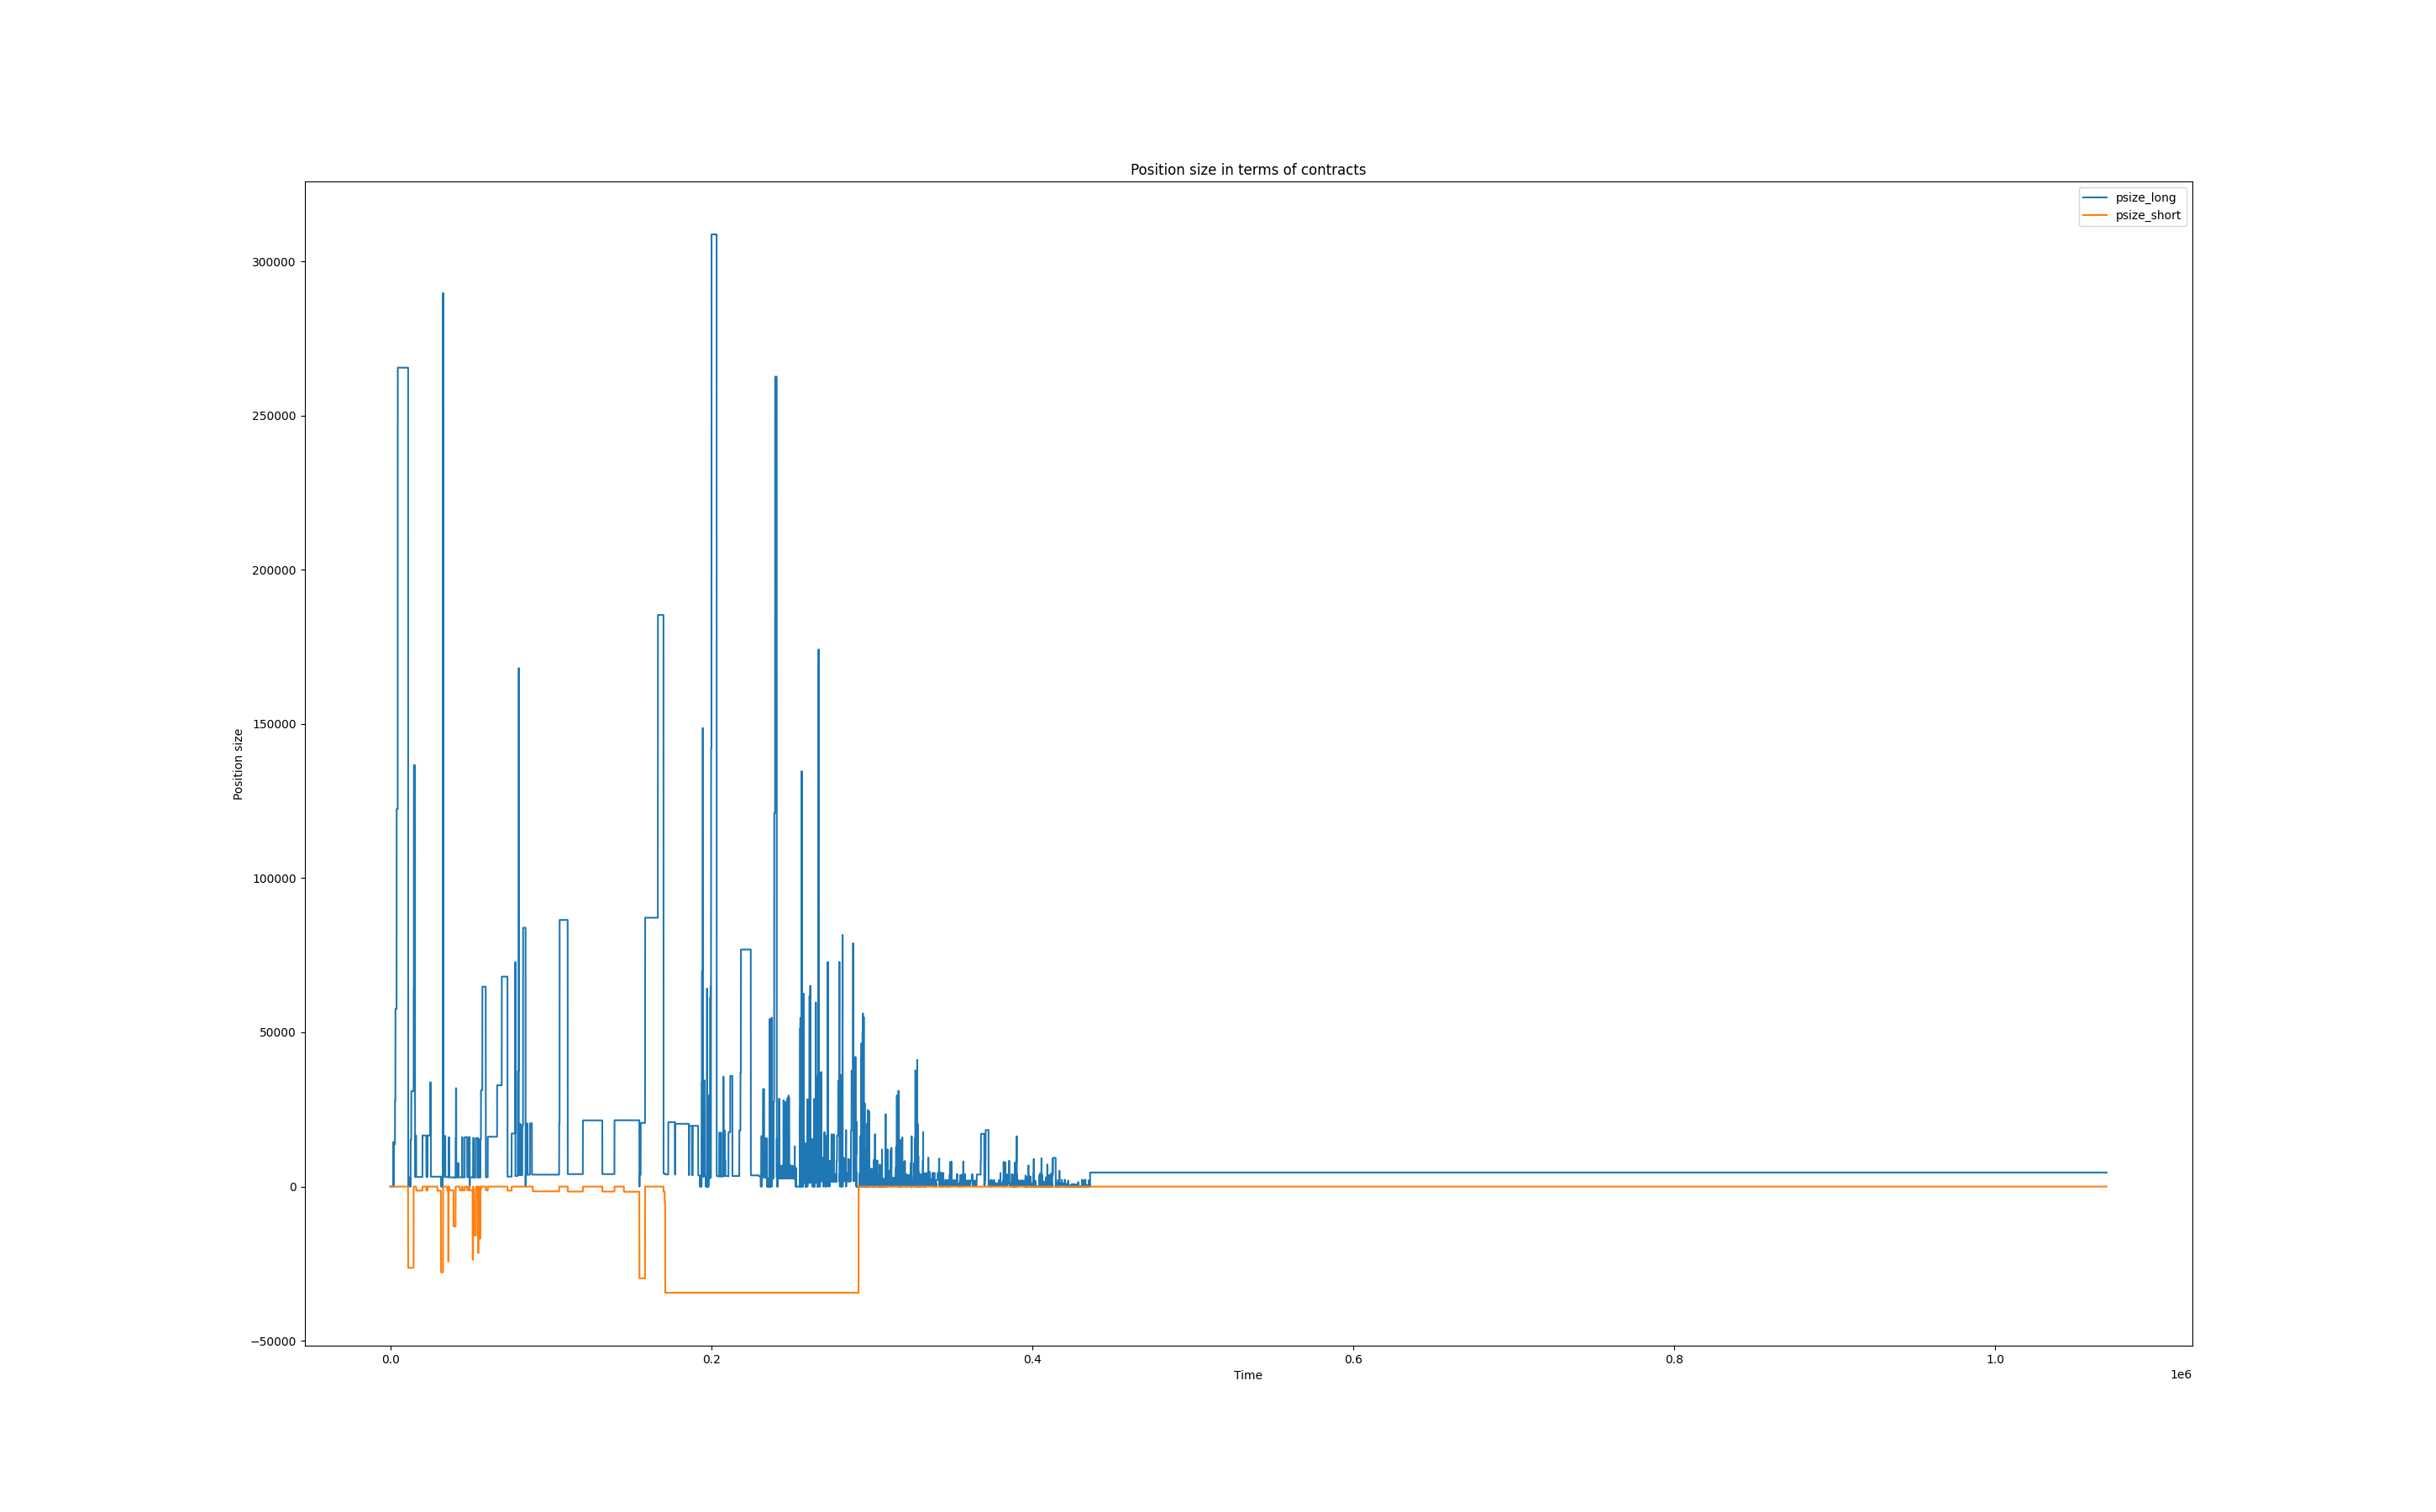 Position size in terms of contracts
psize_long
psize_short
300000
250000
200000
150000
100000
50000
0
−50000
Position size
0.0 0.2 0.4 0.6 0.8 1.0
1e6
Time